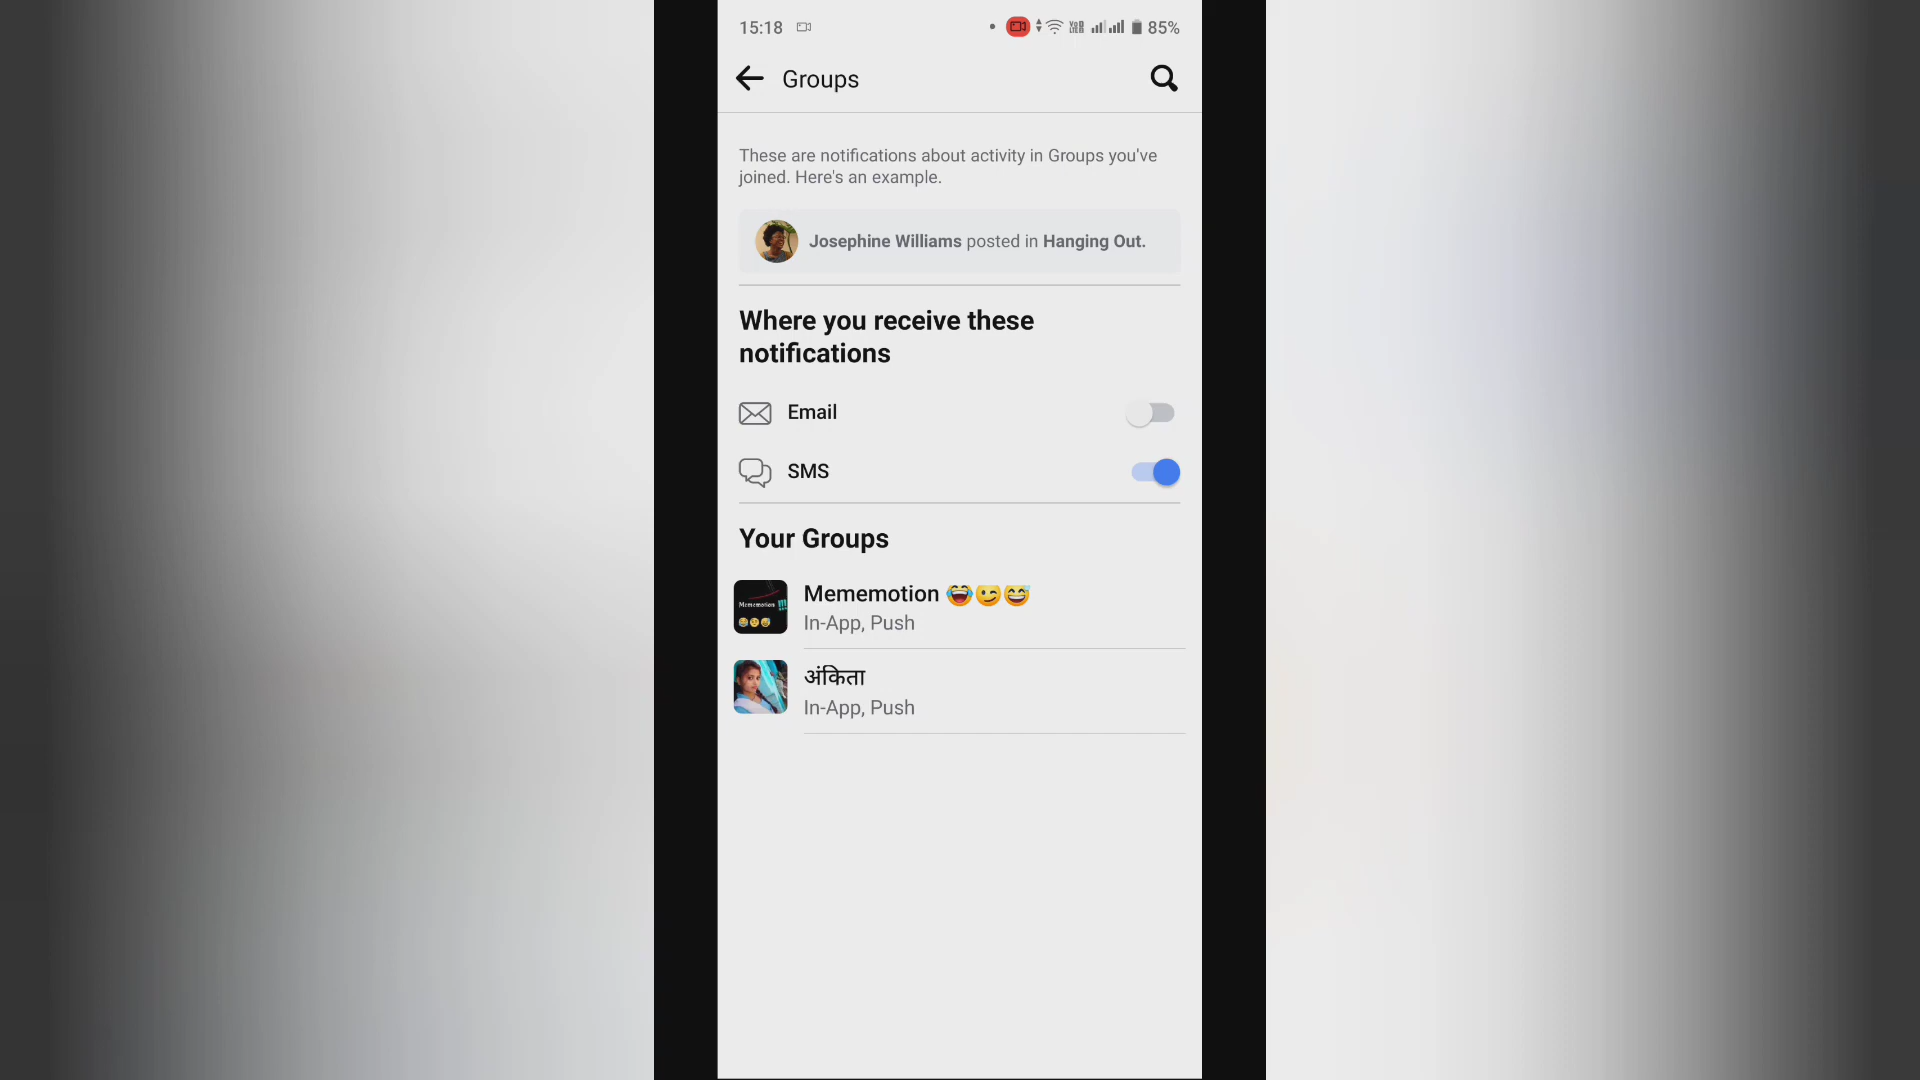 15:18 85%
Groups
These are notifications about activity in Groups you've
joined. Here's an example.
Josephine Williams posted in Hanging Out.
Where you receive these
notifications
Email
SMS
Your Groups
Mememotion 😂😉😅
In-App, Push
Mememotion !!!
अंकिता
In-App, Push